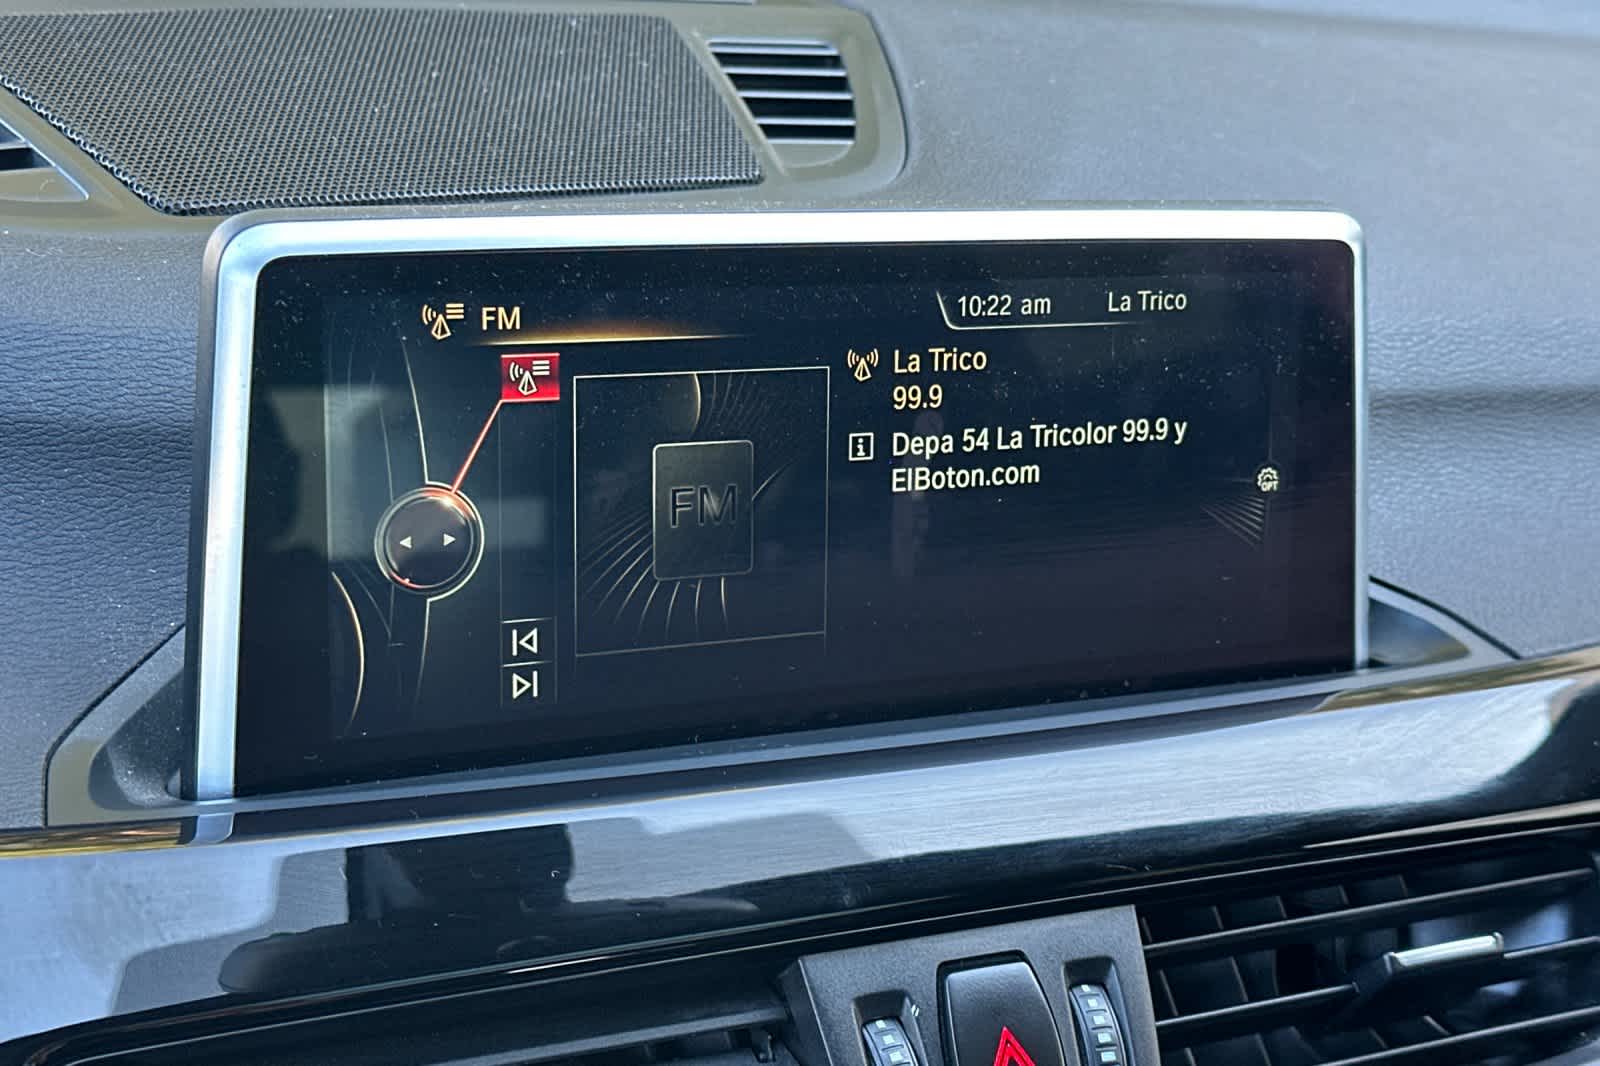 FM
10:22 am La Trico
La Trico
99.9
Depa 54 La Tricolor 99.9 y
ElBoton.com
FM
OPT